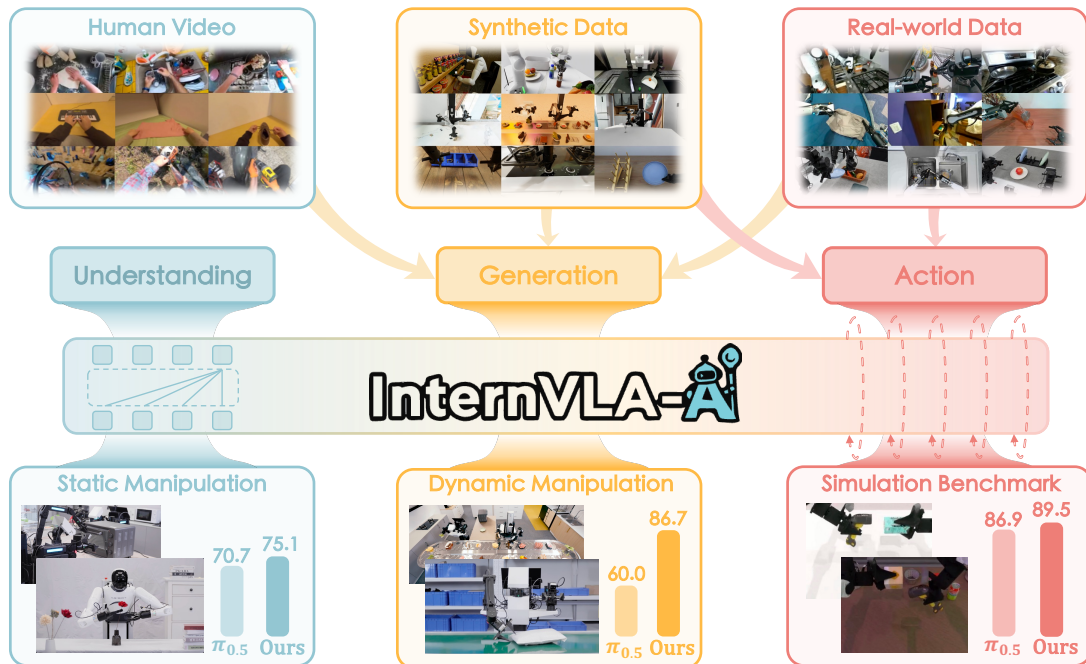 Human Video
Synthetic Data
Real-world Data
Understanding
Generation
Action
InternVLA-A1
Static Manipulation
70.7
75.1
π0.5
Ours
Dynamic Manipulation
60.0
86.7
π0.5
Ours
Simulation Benchmark
86.9
89.5
π0.5
Ours